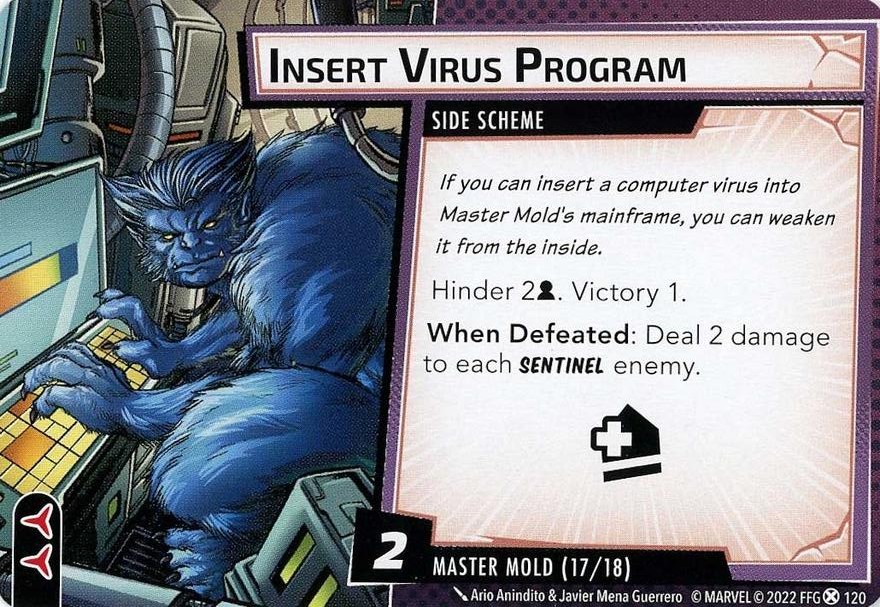 Insert Virus Program
SIDE SCHEME
If you can insert a computer virus into
Master Mold's mainframe, you can weaken
it from the inside.
Hinder 2. Victory 1.
When Defeated: Deal 2 damage
to each SENTINEL enemy.
2
MASTER MOLD (17/18)
Ario Anindito & Javier Mena Guerrero © MARVEL © 2022 FFG 120